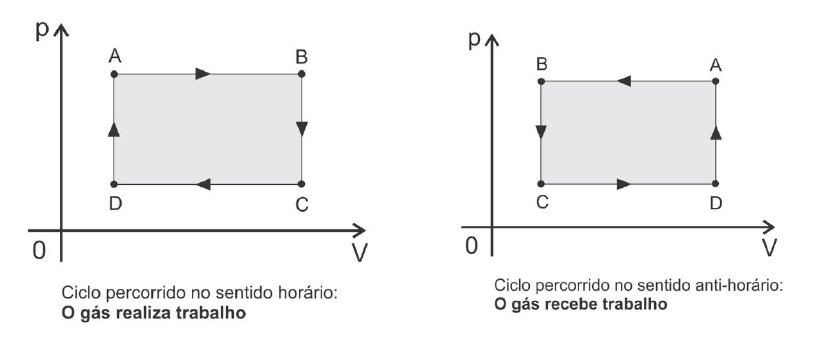 p
A
B
D
C
0
V
Ciclo percorrido no sentido horário:
O gás realiza trabalho
p
B
A
C
D
0
V
Ciclo percorrido no sentido anti-horário:
O gás recebe trabalho